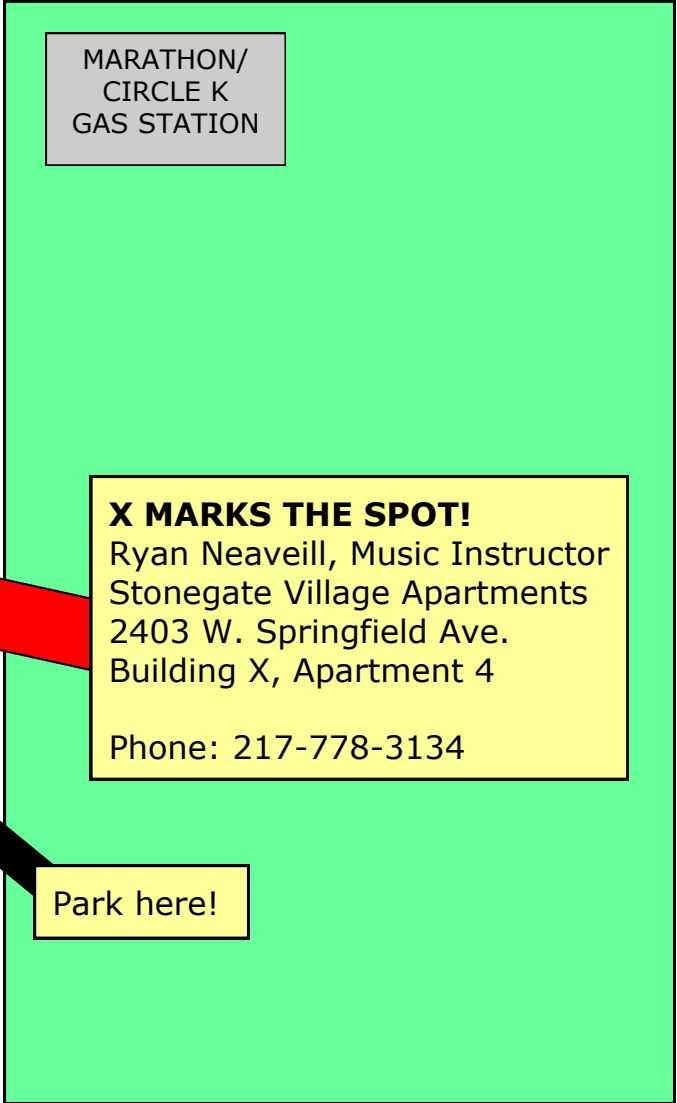 MARATHON/
CIRCLE K
GAS STATION
X MARKS THE SPOT!
Ryan Neaveill, Music Instructor
Stonegate Village Apartments
2403 W. Springfield Ave.
Building X, Apartment 4
Phone: 217-778-3134
Park here!